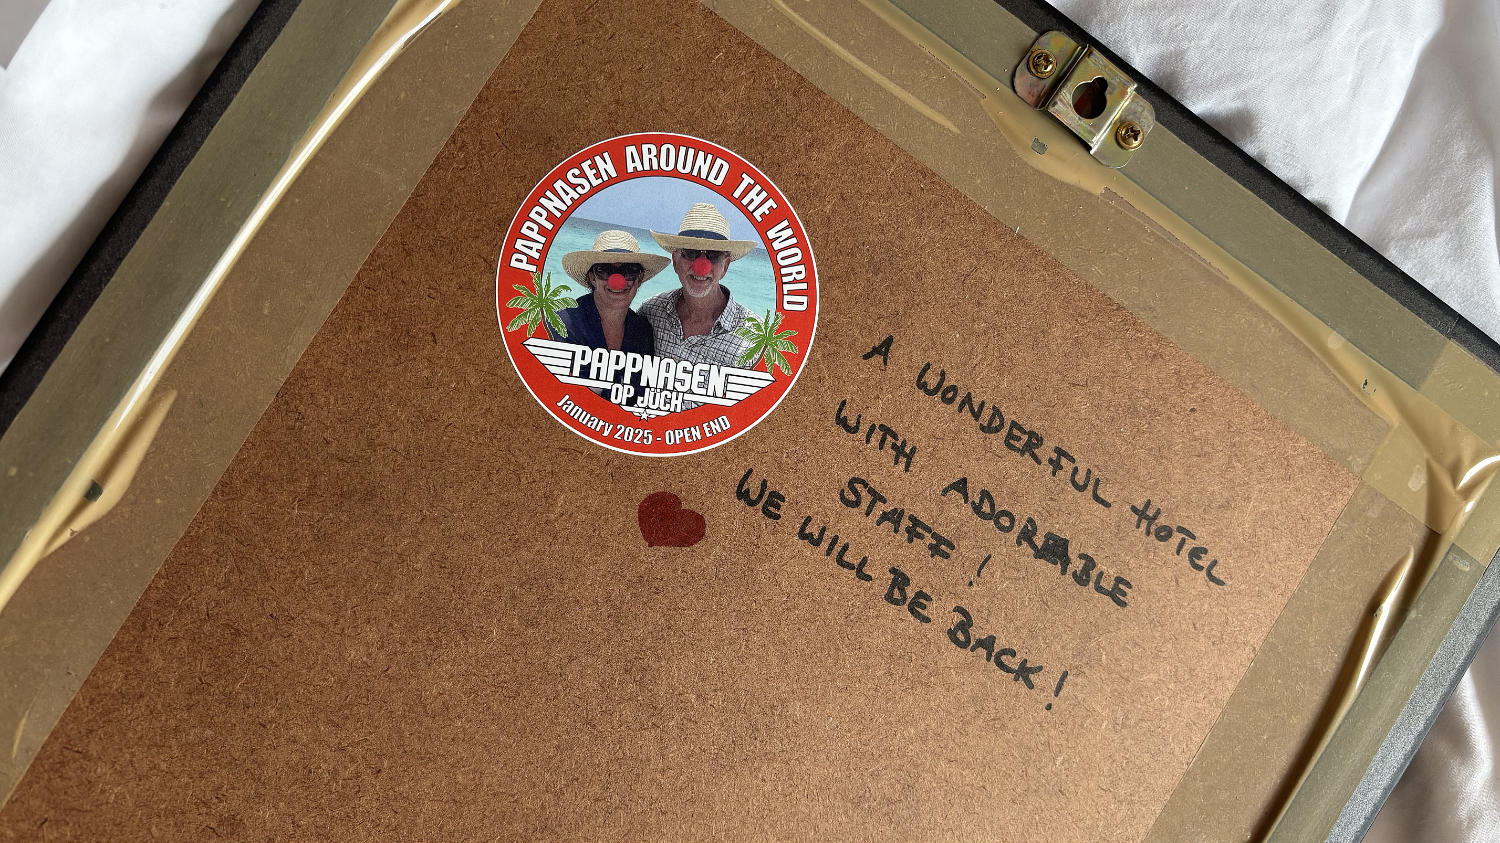 PAPPNASEN AROUND THE WORLD
PAPPNASEN
OP JÜCH
January 2025 - OPEN END
A WONDERFUL HOTEL
WITH ADOREABLE
STAFF !
WE WILL BE BACK !